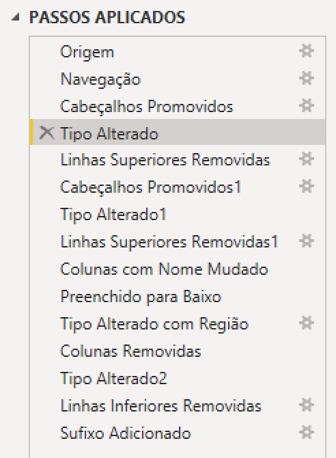 PASSOS APLICADOS
Origem
Navegação
Cabeçalhos Promovidos
Tipo Alterado
Linhas Superiores Removidas
Cabeçalhos Promovidos1
Tipo Alterado1
Linhas Superiores Removidas1
Colunas com Nome Mudado
Preenchido para Baixo
Tipo Alterado com Região
Colunas Removidas
Tipo Alterado2
Linhas Inferiores Removidas
Sufixo Adicionado